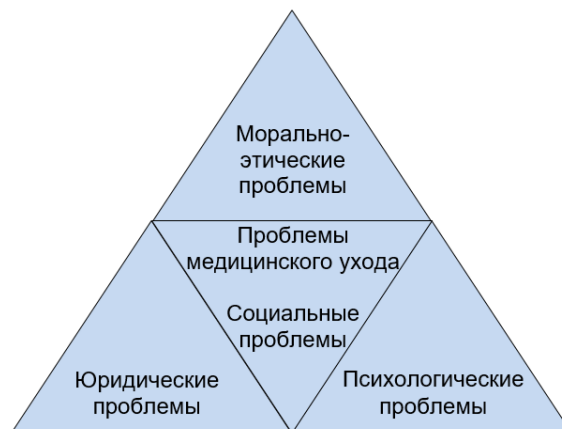 Морально-
этические
проблемы
Проблемы
медицинского ухода
Социальные
проблемы
Юридические
проблемы
Психологические
проблемы